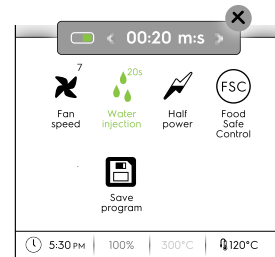 00:20 m:s
7
20s
FSC
Fan
speed
Water
injection
Half
power
Food
Safe
Control
Save
program
5:30 PM 100% 300°C 120°C